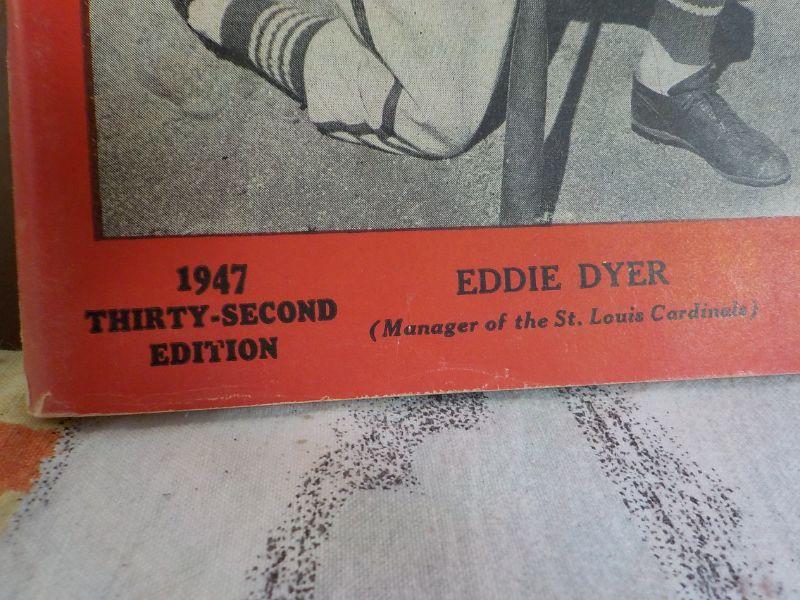 1947
THIRTY-SECOND
EDITION
EDDIE DYER
(Manager of the St. Louis Cardinals)